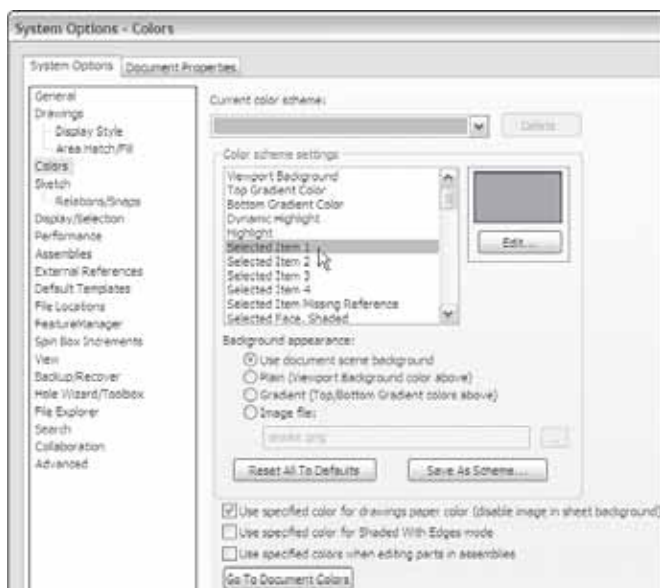 System Options - Colors
System Options
Document Properties
General
Drawings
Display Style
Area Hatch/Fill
Colors
Sketch
Relations/Snaps
Display/Selection
Performance
Assemblies
External References
Default Templates
File Locations
FeatureManager
Spin Box Increments
View
Backup/Recover
Hole Wizard/Toolbox
File Explorer
Search
Collaboration
Advanced
Current color scheme:
Delete
Color scheme settings
Viewport Background
Top Gradient Color
Bottom Gradient Color
Dynamic Highlight
Highlight
Selected Item 1
Selected Item 2
Selected Item 3
Selected Item 4
Selected Item Missing Reference
Selected Face, Shaded
Edit...
Background appearance:
Use document scene background
Plain (Viewport Background color above)
Gradient (Top/Bottom Gradient colors above)
Image file:
...
Reset All To Defaults
Save As Scheme...
Use specified color for drawings paper color (disable image in sheet background)
Use specified color for Shaded With Edges mode
Use specified colors when editing parts in assemblies
Go To Document Colors